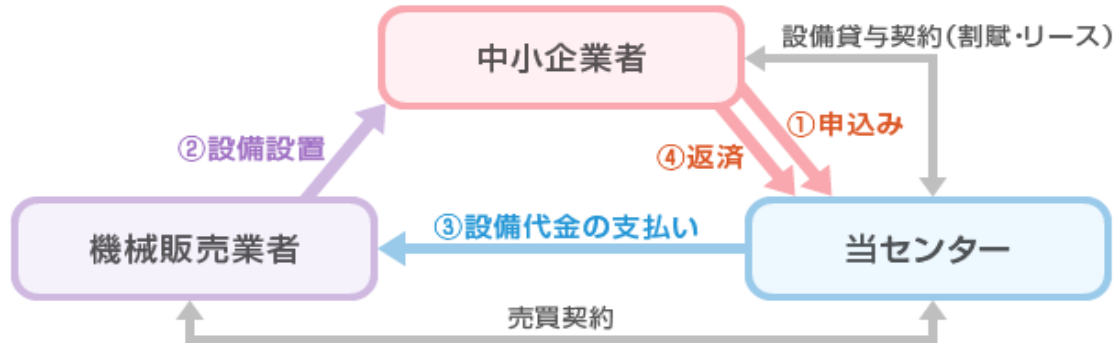 中小企業者
設備貸与契約(割賦・リース)
①申込み
②設備設置
④返済
機械販売業者
③設備代金の支払い
当センター
売買契約